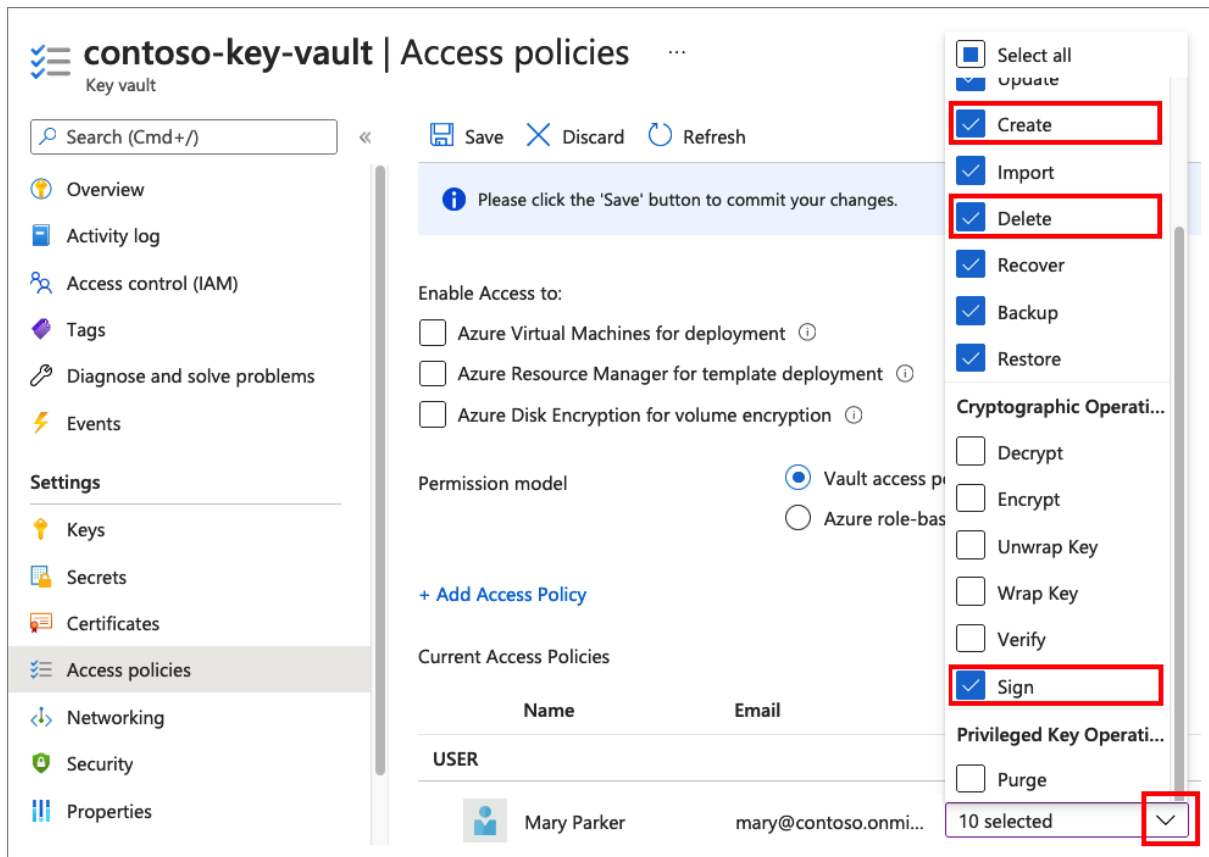 contoso-key-vault | Access policies ...
Key vault
Search (Cmd+/)
«
Overview
Activity log
Access control (IAM)
Tags
Diagnose and solve problems
Events
Settings
Keys
Secrets
Certificates
Access policies
Networking
Security
Properties
Save Discard Refresh
Please click the 'Save' button to commit your changes.
Enable Access to:
Azure Virtual Machines for deployment
Azure Resource Manager for template deployment
Azure Disk Encryption for volume encryption
Permission model
Vault access po
Azure role-bas
+ Add Access Policy
Current Access Policies
Name Email
USER
Mary Parker mary@contoso.onmi... 10 selected
Select all
Update
Create
Import
Delete
Recover
Backup
Restore
Cryptographic Operati...
Decrypt
Encrypt
Unwrap Key
Wrap Key
Verify
Sign
Privileged Key Operati...
Purge